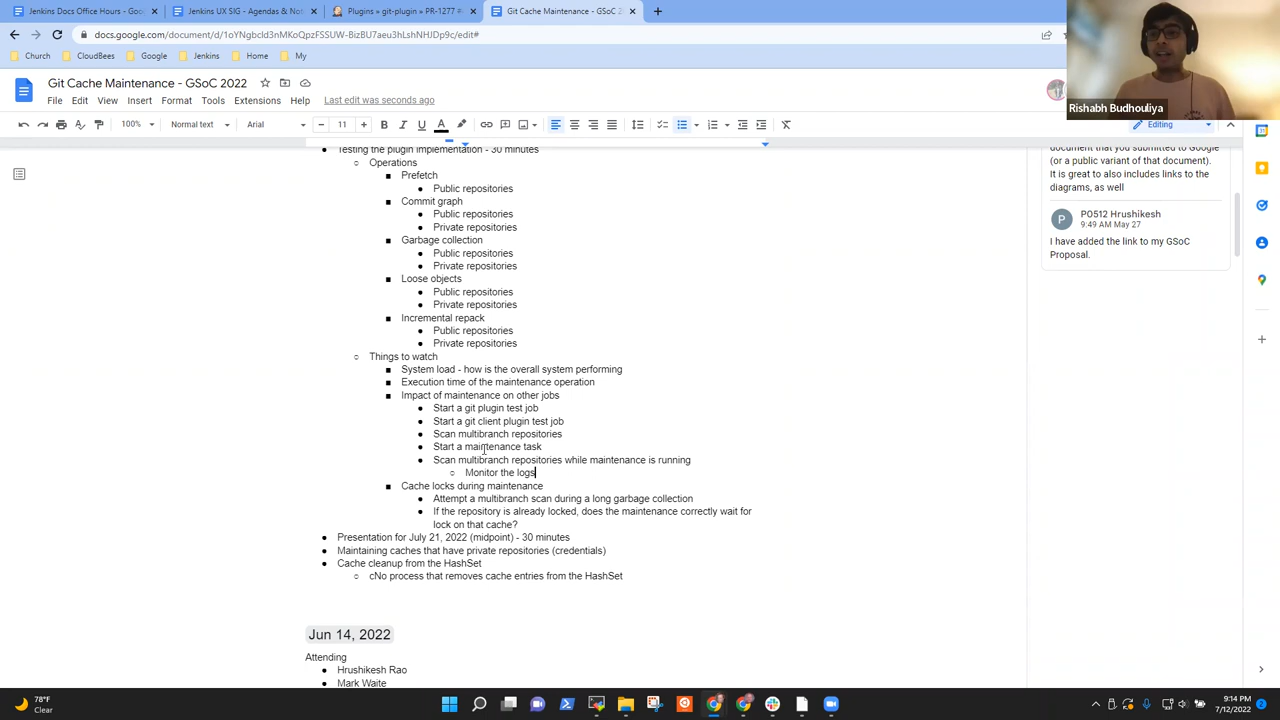 Jenkins Docs Office Hours - Goo
Jenkins UX SIG - Agendas & Not
Plugins » git-plugin » PR-1277 #
Git Cache Maintenance - GSoC 20
docs.google.com/document/d/1oYNgbcld3nMKoQpzFSSUW-8izBU7aeu3hLshNHJDp9c/edit#
Church
CloudBees
Google
Jenkins
Home
My
Git Cache Maintenance - GSoC 2022
File Edit View Insert Format Tools Extensions Help Last edit was seconds ago
100% Normal text Arial 11
Editing
Rishabh Budhouliya
Testing the plugin implementation - 30 minutes
Operations
Prefetch
Public repositories
Commit graph
Public repositories
Private repositories
Garbage collection
Public repositories
Private repositories
Loose objects
Public repositories
Private repositories
Incremental repack
Public repositories
Private repositories
Things to watch
System load - how is the overall system performing
Execution time of the maintenance operation
Impact of maintenance on other jobs
Start a git plugin test job
Start a git client plugin test job
Scan multibranch repositories
Start a maintenance task
Scan multibranch repositories while maintenance is running
Monitor the logs
Cache locks during maintenance
Attempt a multibranch scan during a long garbage collection
If the repository is already locked, does the maintenance correctly wait for
lock on that cache?
Presentation for July 21, 2022 (midpoint) - 30 minutes
Maintaining caches that have private repositories (credentials)
Cache cleanup from the HashSet
cNo process that removes cache entries from the HashSet
Jun 14, 2022
Attending
Hrushikesh Rao
Mark Waite
document that you submitted to Google
(or a public variant of that document).
It is great to also includes links to the
diagrams, as well
P
PO512 Hrushikesh
9:49 AM May 27
I have added the link to my GSoC
Proposal.
78°F
Clear
9:14 PM
7/12/2022